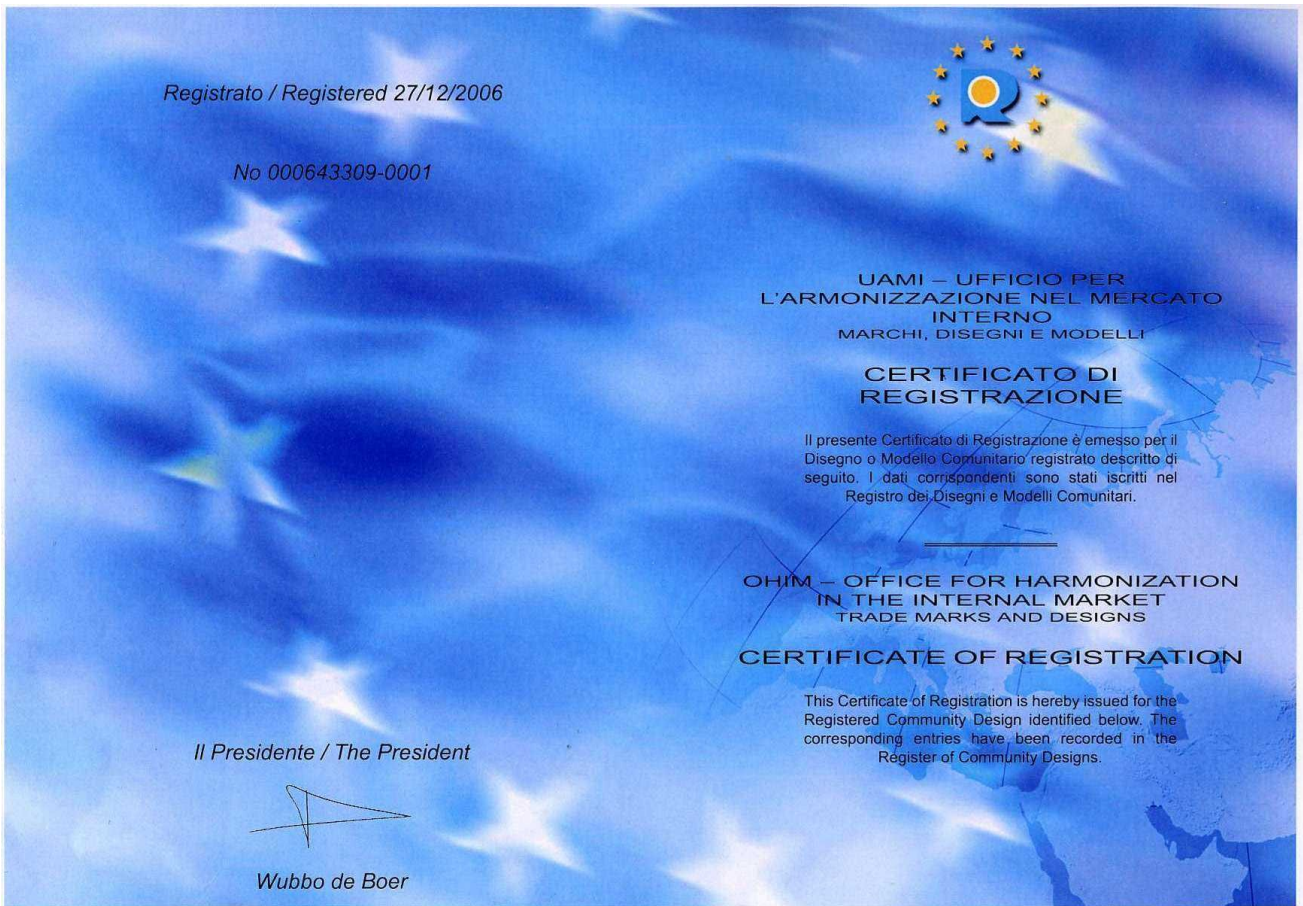 Registrato / Registered 27/12/2006
No 000643309-0001
Il Presidente / The President
Wubbo de Boer
R
UAMI – UFFICIO PER
L'ARMONIZZAZIONE NEL MERCATO
INTERNO
MARCHI, DISEGNI E MODELLI
CERTIFICATO DI
REGISTRAZIONE
Il presente Certificato di Registrazione è emesso per il
Disegno o Modello Comunitario registrato descritto di
seguito. I dati corrispondenti sono stati iscritti nel
Registro dei Disegni e Modelli Comunitari.
OHIM – OFFICE FOR HARMONIZATION
IN THE INTERNAL MARKET
TRADE MARKS AND DESIGNS
CERTIFICATE OF REGISTRATION
This Certificate of Registration is hereby issued for the
Registered Community Design identified below. The
corresponding entries have been recorded in the
Register of Community Designs.